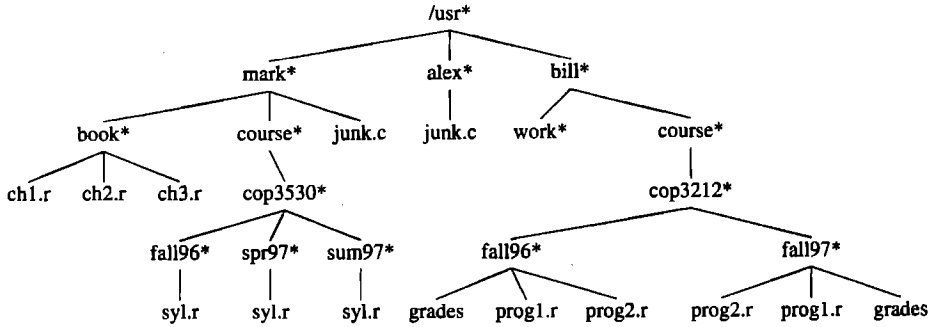 /usr*
mark* alex* bill*
book* course* junk.c junk.c work* course*
ch1.r ch2.r ch3.r cop3530* cop3212*
fall96* spr97* sum97* fall96* fall97*
syl.r syl.r syl.r grades prog1.r prog2.r prog2.r prog1.r grades